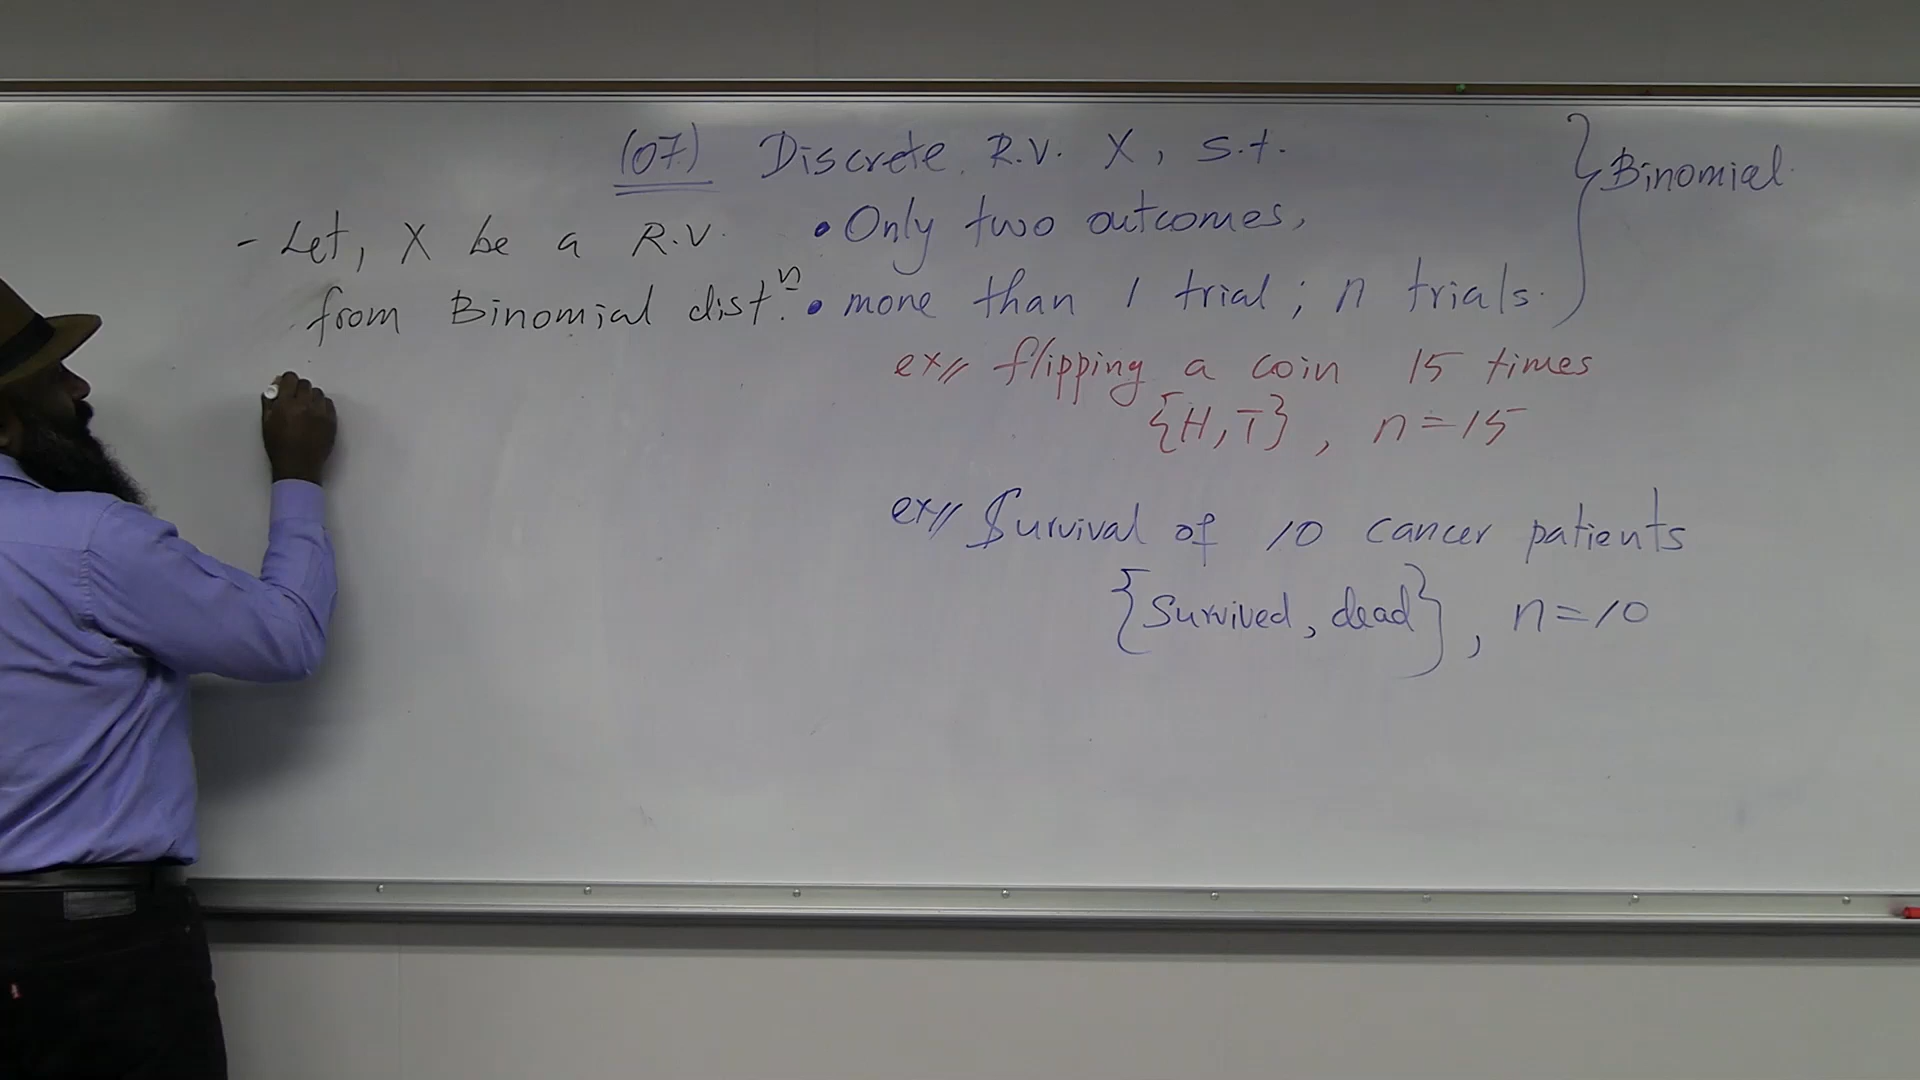 (07) Discrete R.V. X, s.t.
} Binomial.
• Only two outcomes,
• more than 1 trial ; n trials.
ex// flipping a coin 15 times
{H, T} , n = 15
ex// Survival of 10 cancer patients
{Survived, dead} , n = 10
- Let, X be a R.V.
from Binomial dist.n